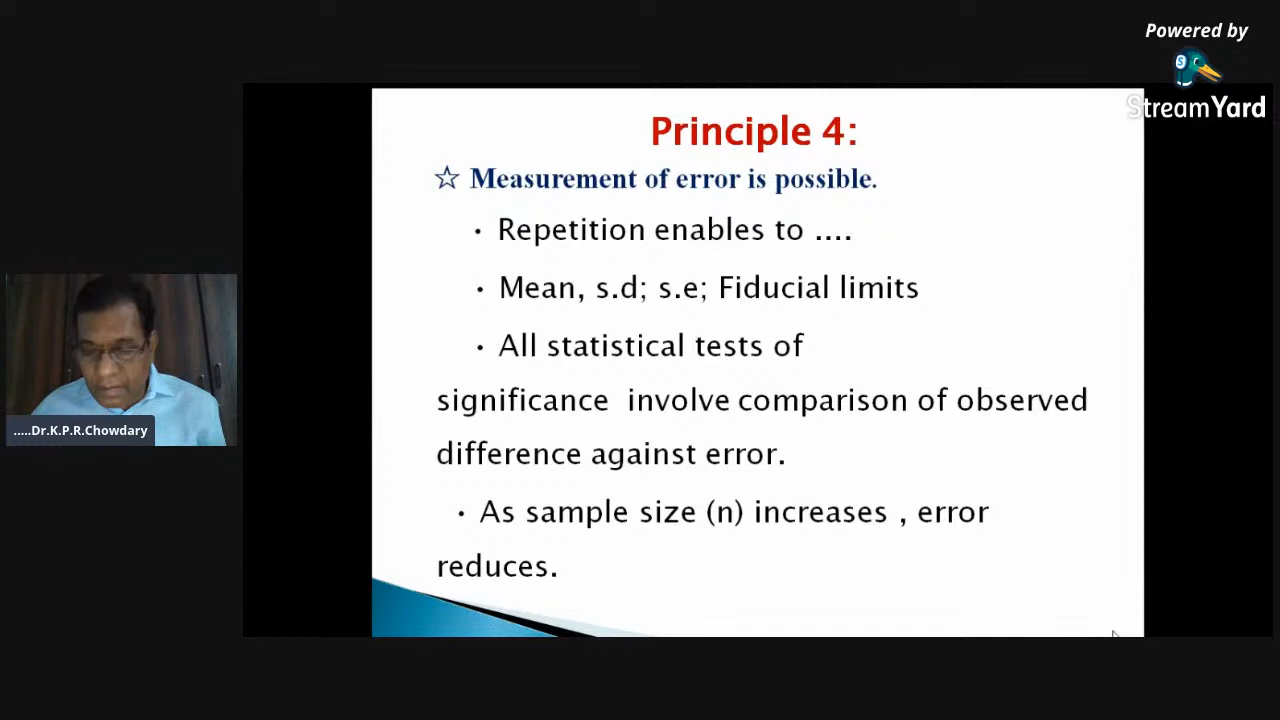 Powered by
StreamYard
Principle 4:
☆ Measurement of error is possible.
• Repetition enables to ....
• Mean, s.d; s.e; Fiducial limits
• All statistical tests of
significance involve comparison of observed
difference against error.
• As sample size (n) increases , error
reduces.
.....Dr.K.P.R.Chowdary